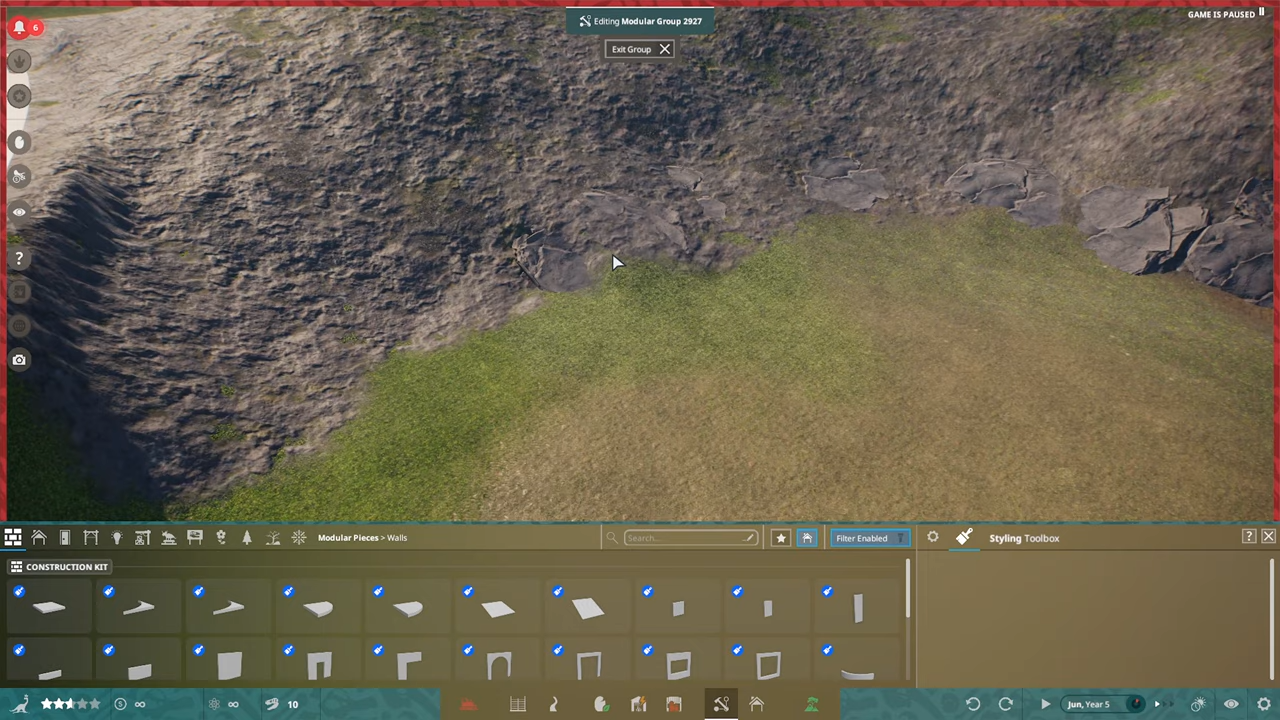 Editing Modular Group 2927
GAME IS PAUSED
6
Exit Group
?
Modular Pieces > Walls
Search...
Filter Enabled
Styling Toolbox
?
CONSTRUCTION KIT
$ ∞
∞
10
Jun, Year 5